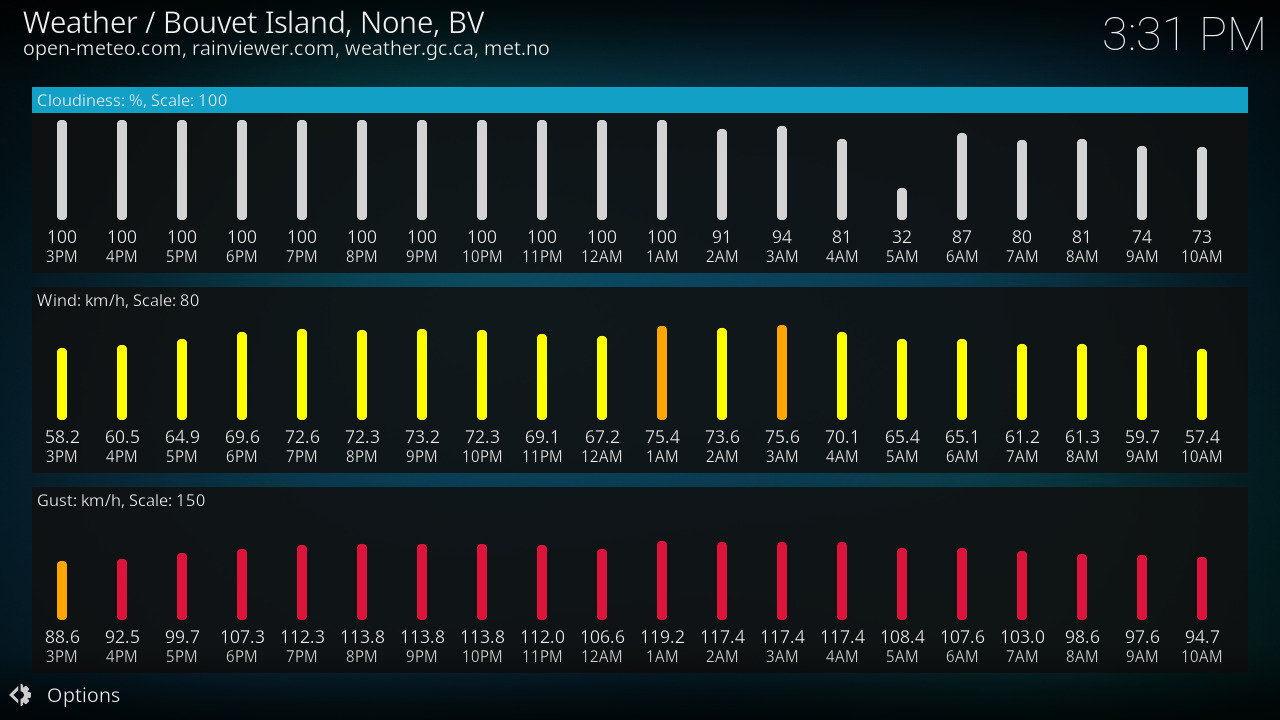 Weather / Bouvet Island, None, BV
open-meteo.com, rainviewer.com, weather.gc.ca, met.no
3:31 PM
Cloudiness: %, Scale: 100
100 100 100 100 100 100 100 100 100 100 100 91 94 81 32 87 80 81 74 73
3PM 4PM 5PM 6PM 7PM 8PM 9PM 10PM 11PM 12AM 1AM 2AM 3AM 4AM 5AM 6AM 7AM 8AM 9AM 10AM
Wind: km/h, Scale: 80
58.2 60.5 64.9 69.6 72.6 72.3 73.2 72.3 69.1 67.2 75.4 73.6 75.6 70.1 65.4 65.1 61.2 61.3 59.7 57.4
3PM 4PM 5PM 6PM 7PM 8PM 9PM 10PM 11PM 12AM 1AM 2AM 3AM 4AM 5AM 6AM 7AM 8AM 9AM 10AM
Gust: km/h, Scale: 150
88.6 92.5 99.7 107.3 112.3 113.8 113.8 113.8 112.0 106.6 119.2 117.4 117.4 117.4 108.4 107.6 103.0 98.6 97.6 94.7
3PM 4PM 5PM 6PM 7PM 8PM 9PM 10PM 11PM 12AM 1AM 2AM 3AM 4AM 5AM 6AM 7AM 8AM 9AM 10AM
Options